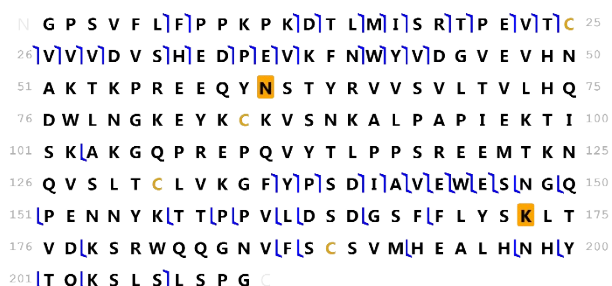 N G P S V F L F P P K P K D T L M I S R T P E V T C 25
26 V V V D V S H E D P E V K F N W Y V D G V E V H N 50
51 A K T K P R E E Q Y N S T Y R V V S V L T V L H Q 75
76 D W L N G K E Y K C K V S N K A L P A P I E K T I 100
101 S K A K G Q P R E P Q V Y T L P P S R E E M T K N 125
126 Q V S L T C L V K G F Y P S D I A V E W E S N G Q 150
151 P E N N Y K T T P P V L D S D G S F F L Y S K L T 175
176 V D K S R W Q Q G N V F S C S V M H E A L H N H Y 200
201 T Q K S L S L S P G C